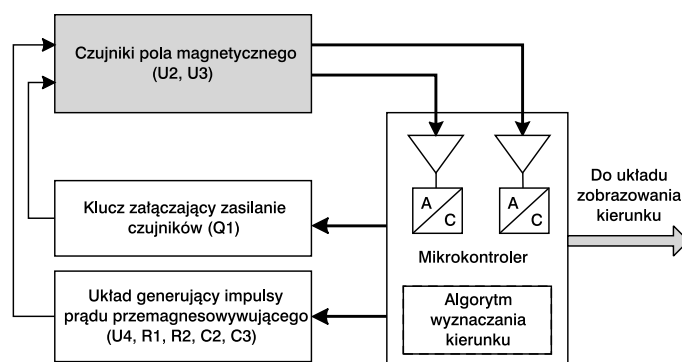 Czujniki pola magnetycznego
(U2, U3)
Klucz załączający zasilanie
czujników (Q1)
Układ generujący impulsy
prądu przemagnesowywującego
(U4, R1, R2, C2, C3)
A
C
A
C
Mikrokontroler
Algorytm
wyznaczania
kierunku
Do układu
zobrazowania
kierunku